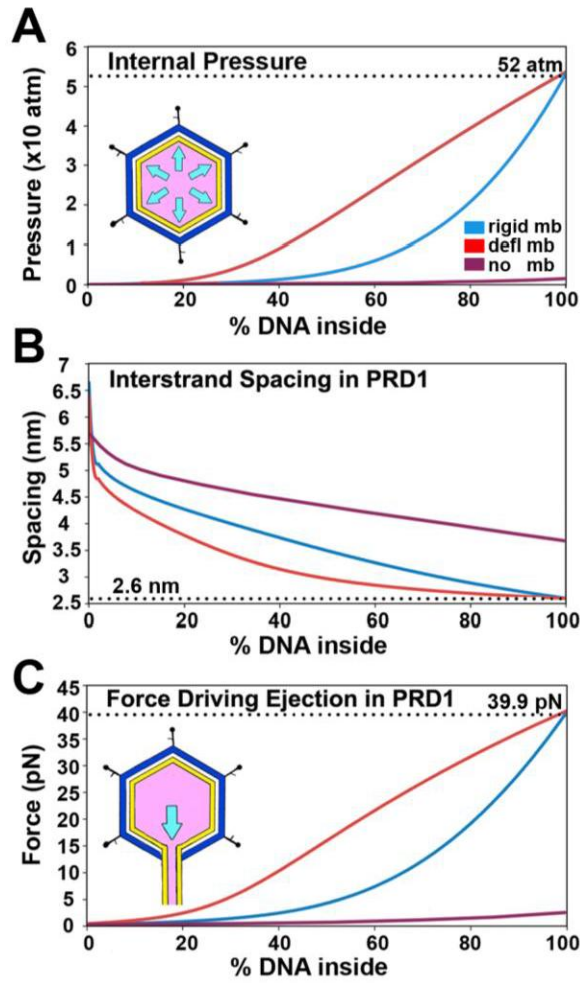 A
Internal Pressure
52 atm
Pressure (x10 atm)
6
5
4
3
2
1
0
rigid mb
defl mb
no mb
0 20 40 60 80 100
% DNA inside
B
Interstrand Spacing in PRD1
Spacing (nm)
7
6.5
6
5.5
5
4.5
4
3.5
3
2.5
2.6 nm
0 20 40 60 80 100
% DNA inside
C
Force Driving Ejection in PRD1
39.9 pN
Force (pN)
45
40
35
30
25
20
15
10
5
0
0 20 40 60 80 100
% DNA inside